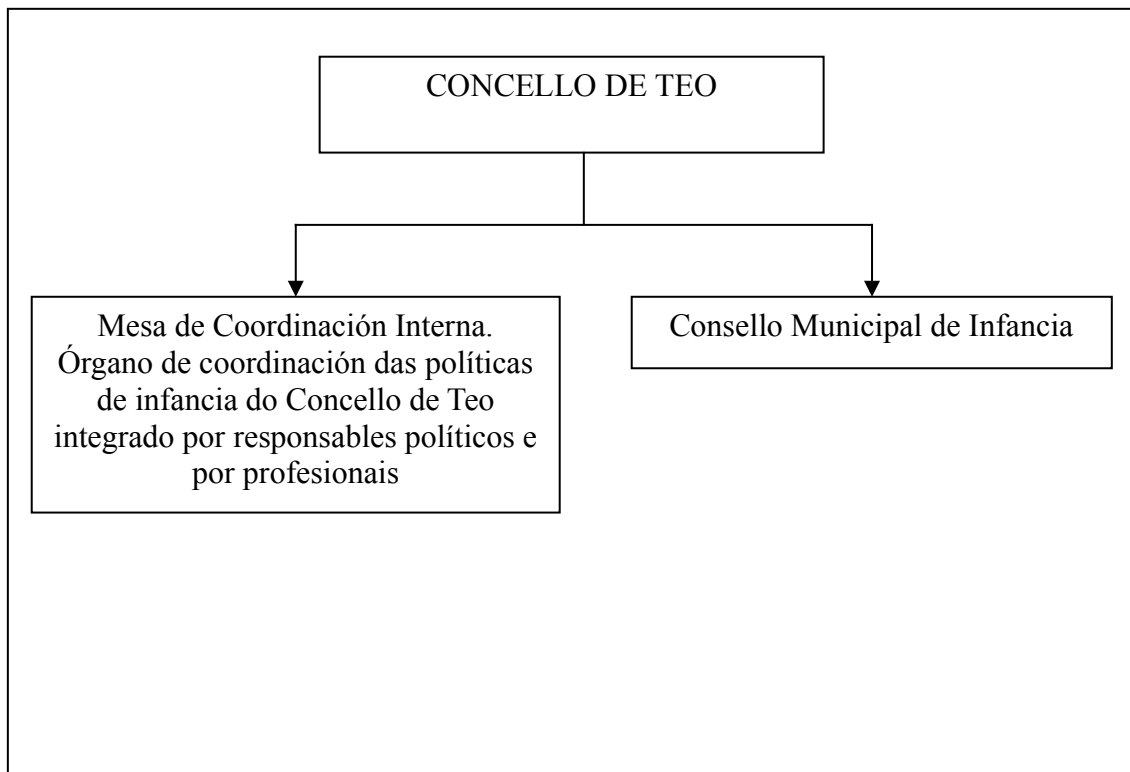 CONCELLO DE TEO
Mesa de Coordinación Interna.
Órgano de coordinación das políticas
de infancia do Concello de Teo
integrado por responsables políticos e
por profesionais
Consello Municipal de Infancia